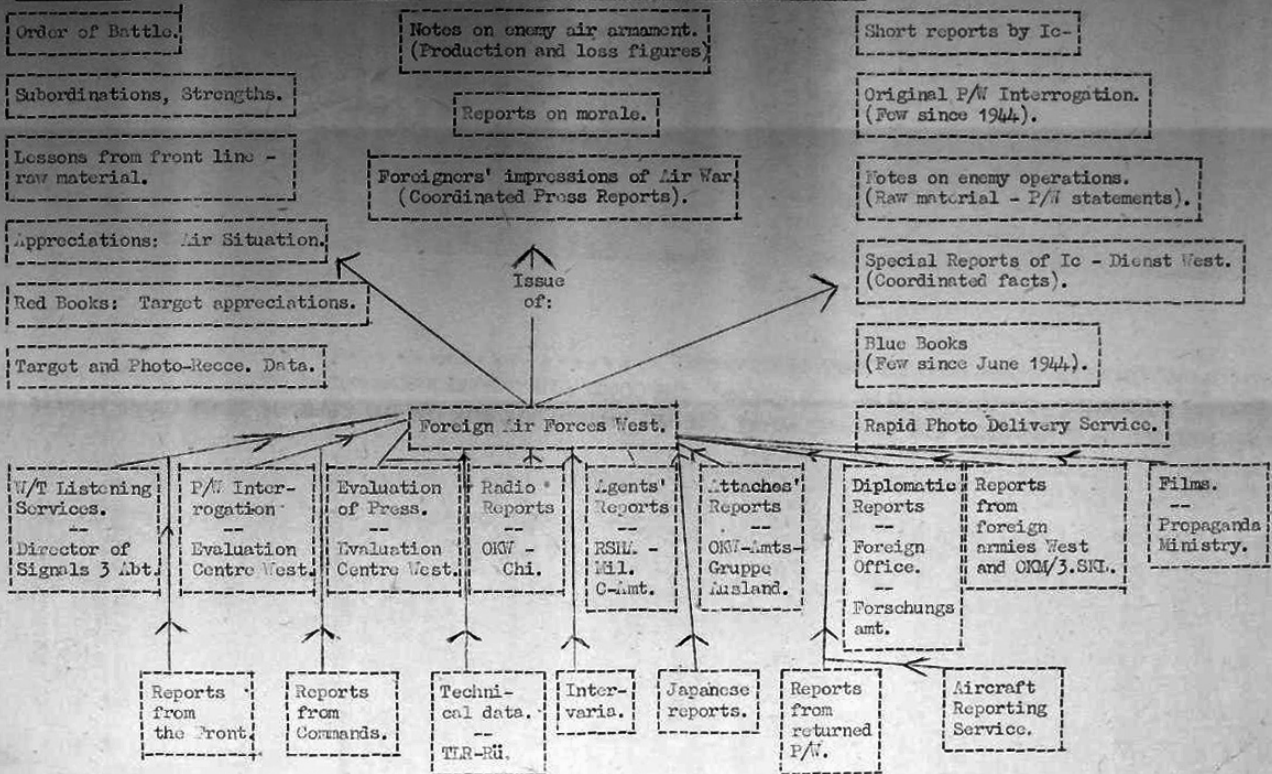 Order of Battle.
Subordinations, Strengths.
Lessons from front line -
raw material.
Appreciations: Air Situation.
Red Books: Target appreciations.
Target and Photo-Recce. Data.
Notes on enemy air armament.
(Production and loss figures)
Reports on morale.
Foreigners' impressions of Air War.
(Coordinated Press Reports).
Issue
of:
Short reports by Ic-
Original P/W Interrogation.
(Few since 1944).
Notes on enemy operations.
(Raw material - P/W statements).
Special Reports of Ic - Dienst West.
(Coordinated facts).
Blue Books
(Few since June 1944).
Rapid Photo Delivery Service.
Foreign Air Forces West.
W/T Listening
Services.
--
Director of
Signals 3 Abt.
P/W Inter-
rogation
--
Evaluation
Centre West.
Evaluation
of Press.
--
Evaluation
Centre West.
Radio
Reports
--
OKW -
Chi.
Agents'
Reports
--
RSHA -
Mil.
C-Amt.
Attaches'
Reports
--
OKW-Amts-
Gruppe
Ausland.
Diplomatic
Reports
--
Foreign
Office.
--
Forschungs
amt.
Reports
from
foreign
armies West
and OKM/3.SKL.
Films.
--
Propaganda
Ministry.
Reports
from
the Front.
Reports
from
Commands.
Techni-
cal data.
--
TLR-Rü.
Inter-
varia.
Japanese
reports.
Reports
from
returned
P/W.
Aircraft
Reporting
Service.